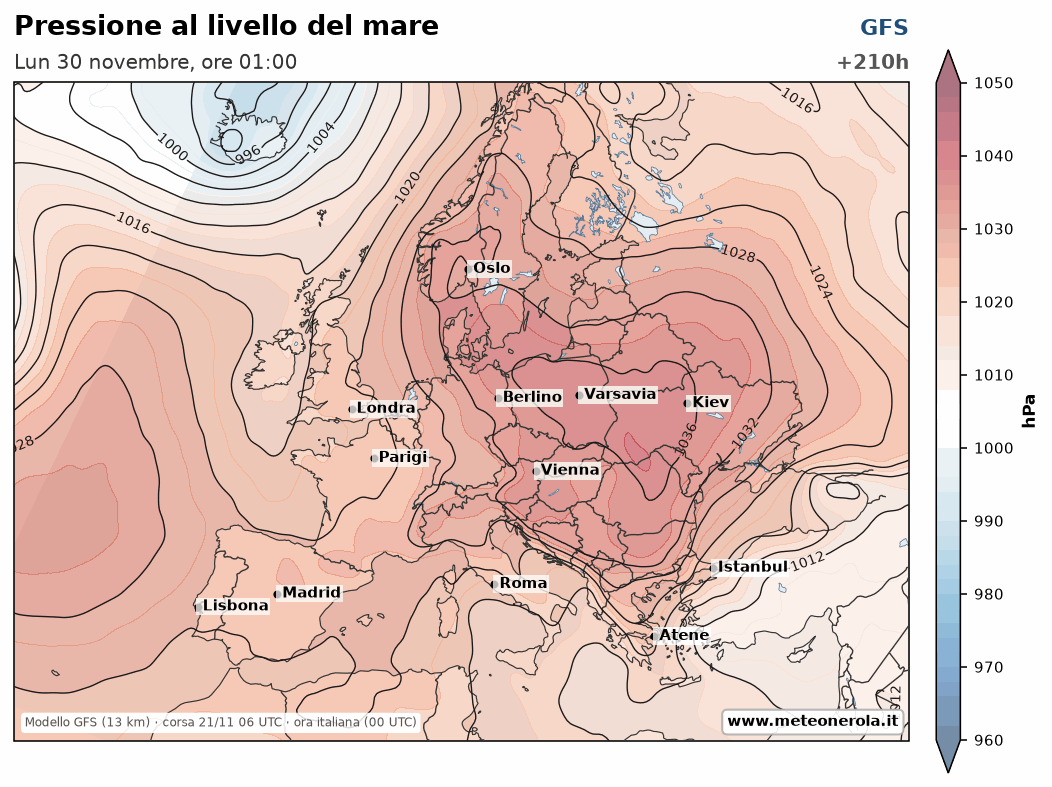 Pressione al livello del mare
GFS
Lun 30 novembre, ore 01:00
+210h
1016
1000
1004
996
1020
1016
1028
1024
Oslo
Berlino
Varsavia
Kiev
Londra
Parigi
Vienna
1036
1032
028
Istanbul
1012
Roma
Madrid
Lisbona
Atene
012
Modello GFS (13 km) · corsa 21/11 06 UTC · ora italiana (00 UTC)
www.meteonerola.it
1050
1040
1030
1020
1010
1000
990
980
970
960
hPa